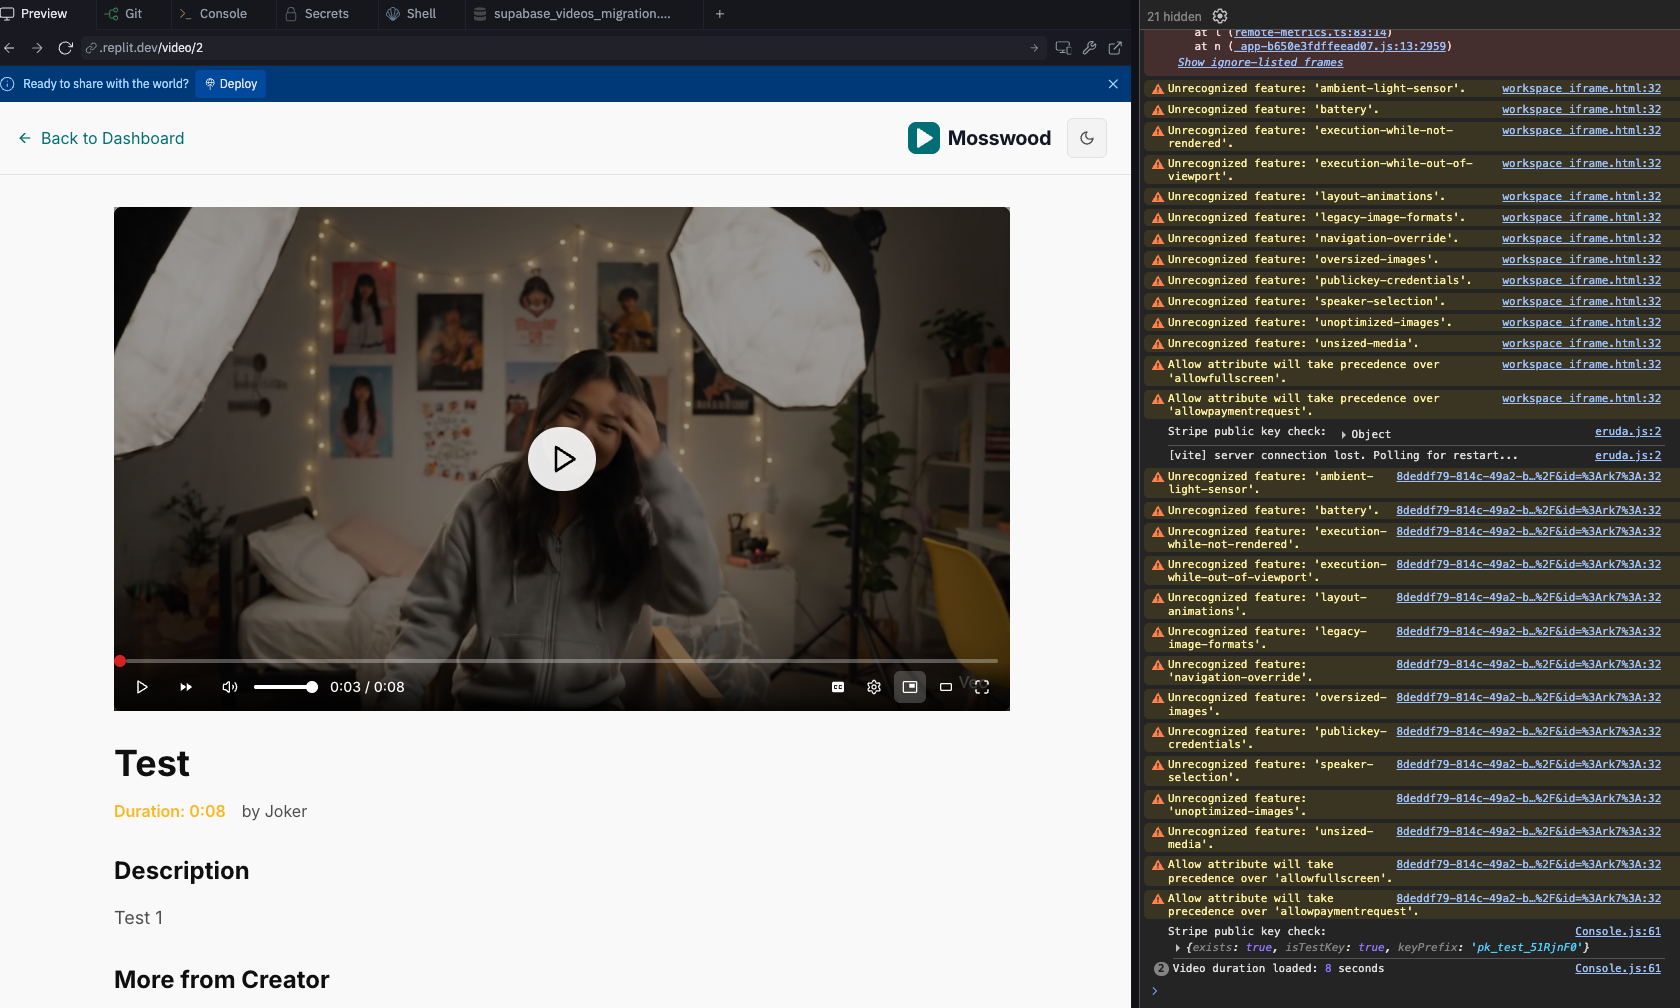 Preview
Git
Console
Secrets
Shell
supabase_videos_migration....
.replit.dev/video/2
Ready to share with the world?
Deploy
Back to Dashboard
Mosswood
0:03 / 0:08
CC
Test
Duration: 0:08
by Joker
Description
Test 1
More from Creator
21 hidden
at l (remote-metrics.ts:83:14)
at n (_app-b650e3fdffeead07.js:13:2959)
Show ignore-listed frames
Unrecognized feature: 'ambient-light-sensor'. workspace_iframe.html:32
Unrecognized feature: 'battery'. workspace_iframe.html:32
Unrecognized feature: 'execution-while-not- workspace_iframe.html:32
rendered'.
Unrecognized feature: 'execution-while-out-of- workspace_iframe.html:32
viewport'.
Unrecognized feature: 'layout-animations'. workspace_iframe.html:32
Unrecognized feature: 'legacy-image-formats'. workspace_iframe.html:32
Unrecognized feature: 'navigation-override'. workspace_iframe.html:32
Unrecognized feature: 'oversized-images'. workspace_iframe.html:32
Unrecognized feature: 'publickey-credentials'. workspace_iframe.html:32
Unrecognized feature: 'speaker-selection'. workspace_iframe.html:32
Unrecognized feature: 'unoptimized-images'. workspace_iframe.html:32
Unrecognized feature: 'unsized-media'. workspace_iframe.html:32
Allow attribute will take precedence over workspace_iframe.html:32
'allowfullscreen'.
Allow attribute will take precedence over workspace_iframe.html:32
'allowpaymentrequest'.
Stripe public key check: Object eruda.js:2
[vite] server connection lost. Polling for restart... eruda.js:2
Unrecognized feature: 'ambient- 8deddf79-814c-49a2-b…%2F&id=%3Ark7%3A:32
light-sensor'.
Unrecognized feature: 'battery'. 8deddf79-814c-49a2-b…%2F&id=%3Ark7%3A:32
Unrecognized feature: 'execution- 8deddf79-814c-49a2-b…%2F&id=%3Ark7%3A:32
while-not-rendered'.
Unrecognized feature: 'execution- 8deddf79-814c-49a2-b…%2F&id=%3Ark7%3A:32
while-out-of-viewport'.
Unrecognized feature: 'layout- 8deddf79-814c-49a2-b…%2F&id=%3Ark7%3A:32
animations'.
Unrecognized feature: 'legacy- 8deddf79-814c-49a2-b…%2F&id=%3Ark7%3A:32
image-formats'.
Unrecognized feature: 8deddf79-814c-49a2-b…%2F&id=%3Ark7%3A:32
'navigation-override'.
Unrecognized feature: 'oversized- 8deddf79-814c-49a2-b…%2F&id=%3Ark7%3A:32
images'.
Unrecognized feature: 'publickey- 8deddf79-814c-49a2-b…%2F&id=%3Ark7%3A:32
credentials'.
Unrecognized feature: 'speaker- 8deddf79-814c-49a2-b…%2F&id=%3Ark7%3A:32
selection'.
Unrecognized feature: 8deddf79-814c-49a2-b…%2F&id=%3Ark7%3A:32
'unoptimized-images'.
Unrecognized feature: 'unsized- 8deddf79-814c-49a2-b…%2F&id=%3Ark7%3A:32
media'.
Allow attribute will take 8deddf79-814c-49a2-b…%2F&id=%3Ark7%3A:32
precedence over 'allowfullscreen'.
Allow attribute will take 8deddf79-814c-49a2-b…%2F&id=%3Ark7%3A:32
precedence over 'allowpaymentrequest'.
Stripe public key check: Console.js:61
{exists: true, isTestKey: true, keyPrefix: 'pk_test_51RjnF0'}
2 Video duration loaded: 8 seconds Console.js:61